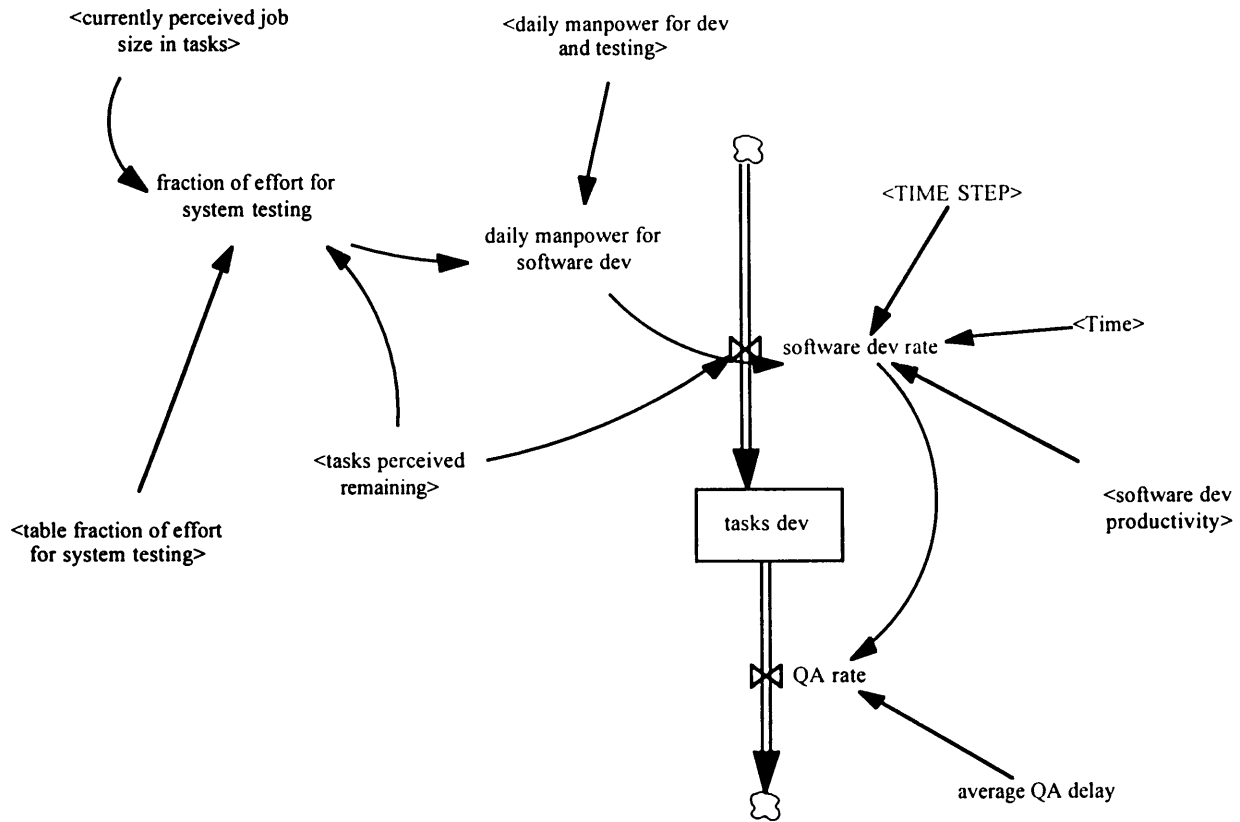 <currently perceived job
size in tasks>
<daily manpower for dev
and testing>
fraction of effort for
system testing
<TIME STEP>
daily manpower for
software dev
<Time>
software dev rate
<tasks perceived
remaining>
<software dev
productivity>
<table fraction of effort
for system testing>
tasks dev
QA rate
average QA delay